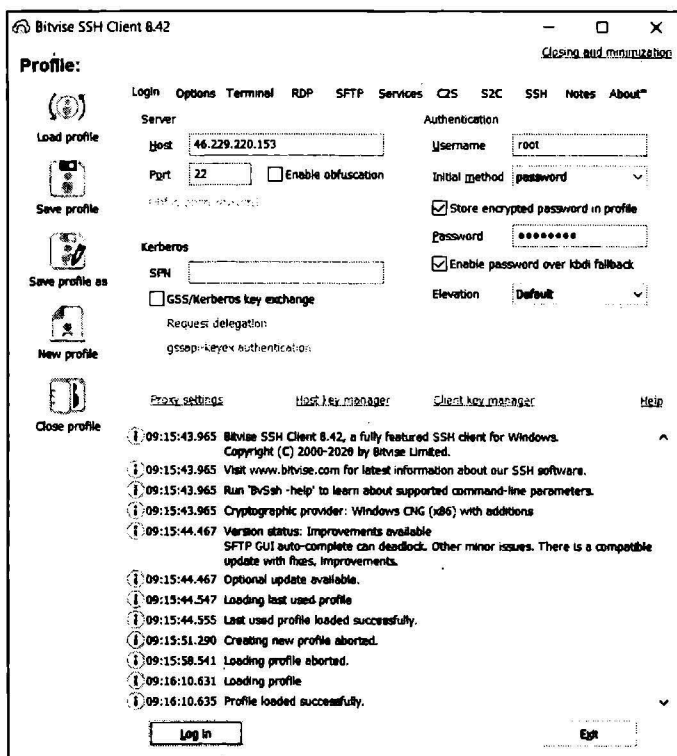 Bitvise SSH Client 8.42
Closing and minimization
Profile:
Load profile
Save profile
Save profile as
New profile
Close profile
Login Options Terminal RDP SFTP Services C2S S2C SSH Notes About
Server
Host 46.229.220.153
Port 22 Enable obfuscation
Kerberos
SPN
GSS/Kerberos key exchange
Request delegation
gssapi-keyex authentication
Authentication
Username root
Initial method password
Store encrypted password in profile
Password ●●●●●●●●
Enable password over kbdi fallback
Elevation Default
Proxy settings Host key manager Client key manager Help
09:15:43.965 Bitvise SSH Client 8.42, a fully featured SSH client for Windows.
Copyright (C) 2000-2020 by Bitvise Limited.
09:15:43.965 Visit www.bitvise.com for latest information about our SSH software.
09:15:43.965 Run 'BvSsh -help' to learn about supported command-line parameters.
09:15:43.965 Cryptographic provider: Windows CNG (x86) with additions
09:15:44.467 Version status: Improvements available
SFTP GUI auto-complete can deadlock. Other minor issues. There is a compatible
update with fixes, improvements.
09:15:44.467 Optional update available.
09:15:44.547 Loading last used profile
09:15:44.555 Last used profile loaded successfully.
09:15:51.290 Creating new profile aborted.
09:15:58.541 Loading profile aborted.
09:16:10.631 Loading profile
09:16:10.635 Profile loaded successfully.
Log in
Exit